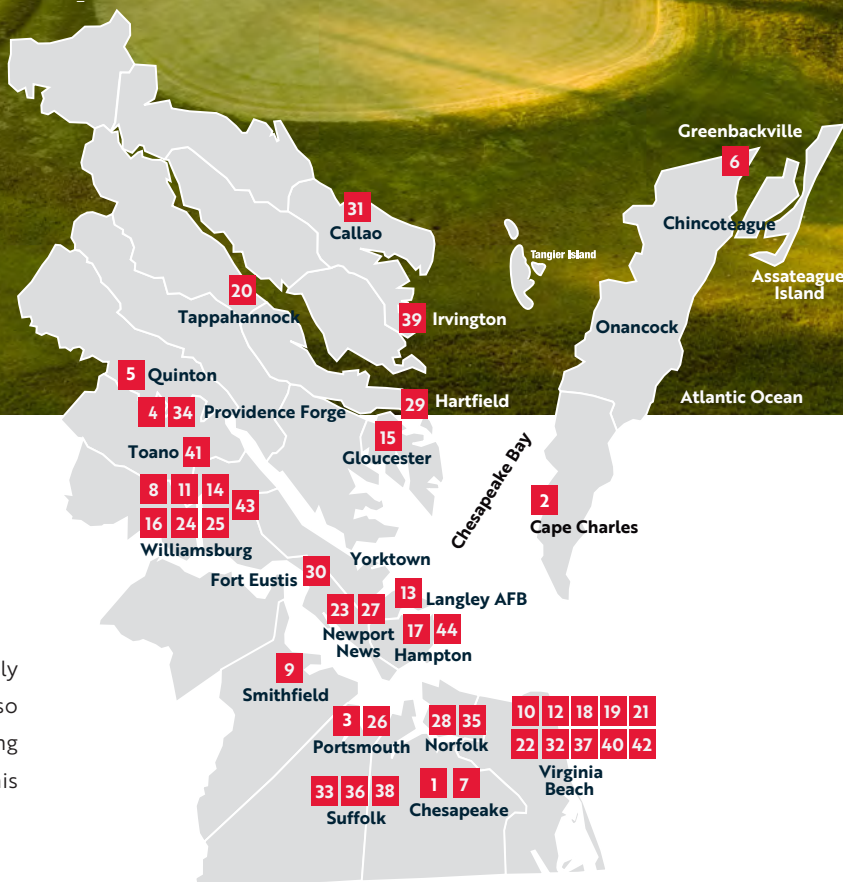 Greenbackville
6
31
Callao
Chincoteague
Tangier Island
Assateague
Island
20
Tappahannock
39 Irvington
Onancock
5 Quinton
Atlantic Ocean
29 Hartfield
4 34 Providence Forge
15
Gloucester
Toano 41
Chesapeake Bay
8 11 14
43
16 24 25
Williamsburg
2
Cape Charles
Yorktown
Fort Eustis 30
13 Langley AFB
23 27
Newport
News
17 44
Hampton
9
Smithfield
ly
so
ng
is
3 26
Portsmouth
28 35
Norfolk
10 12 18 19 21
22 32 37 40 42
Virginia
Beach
33 36 38
Suffolk
1 7
Chesapeake